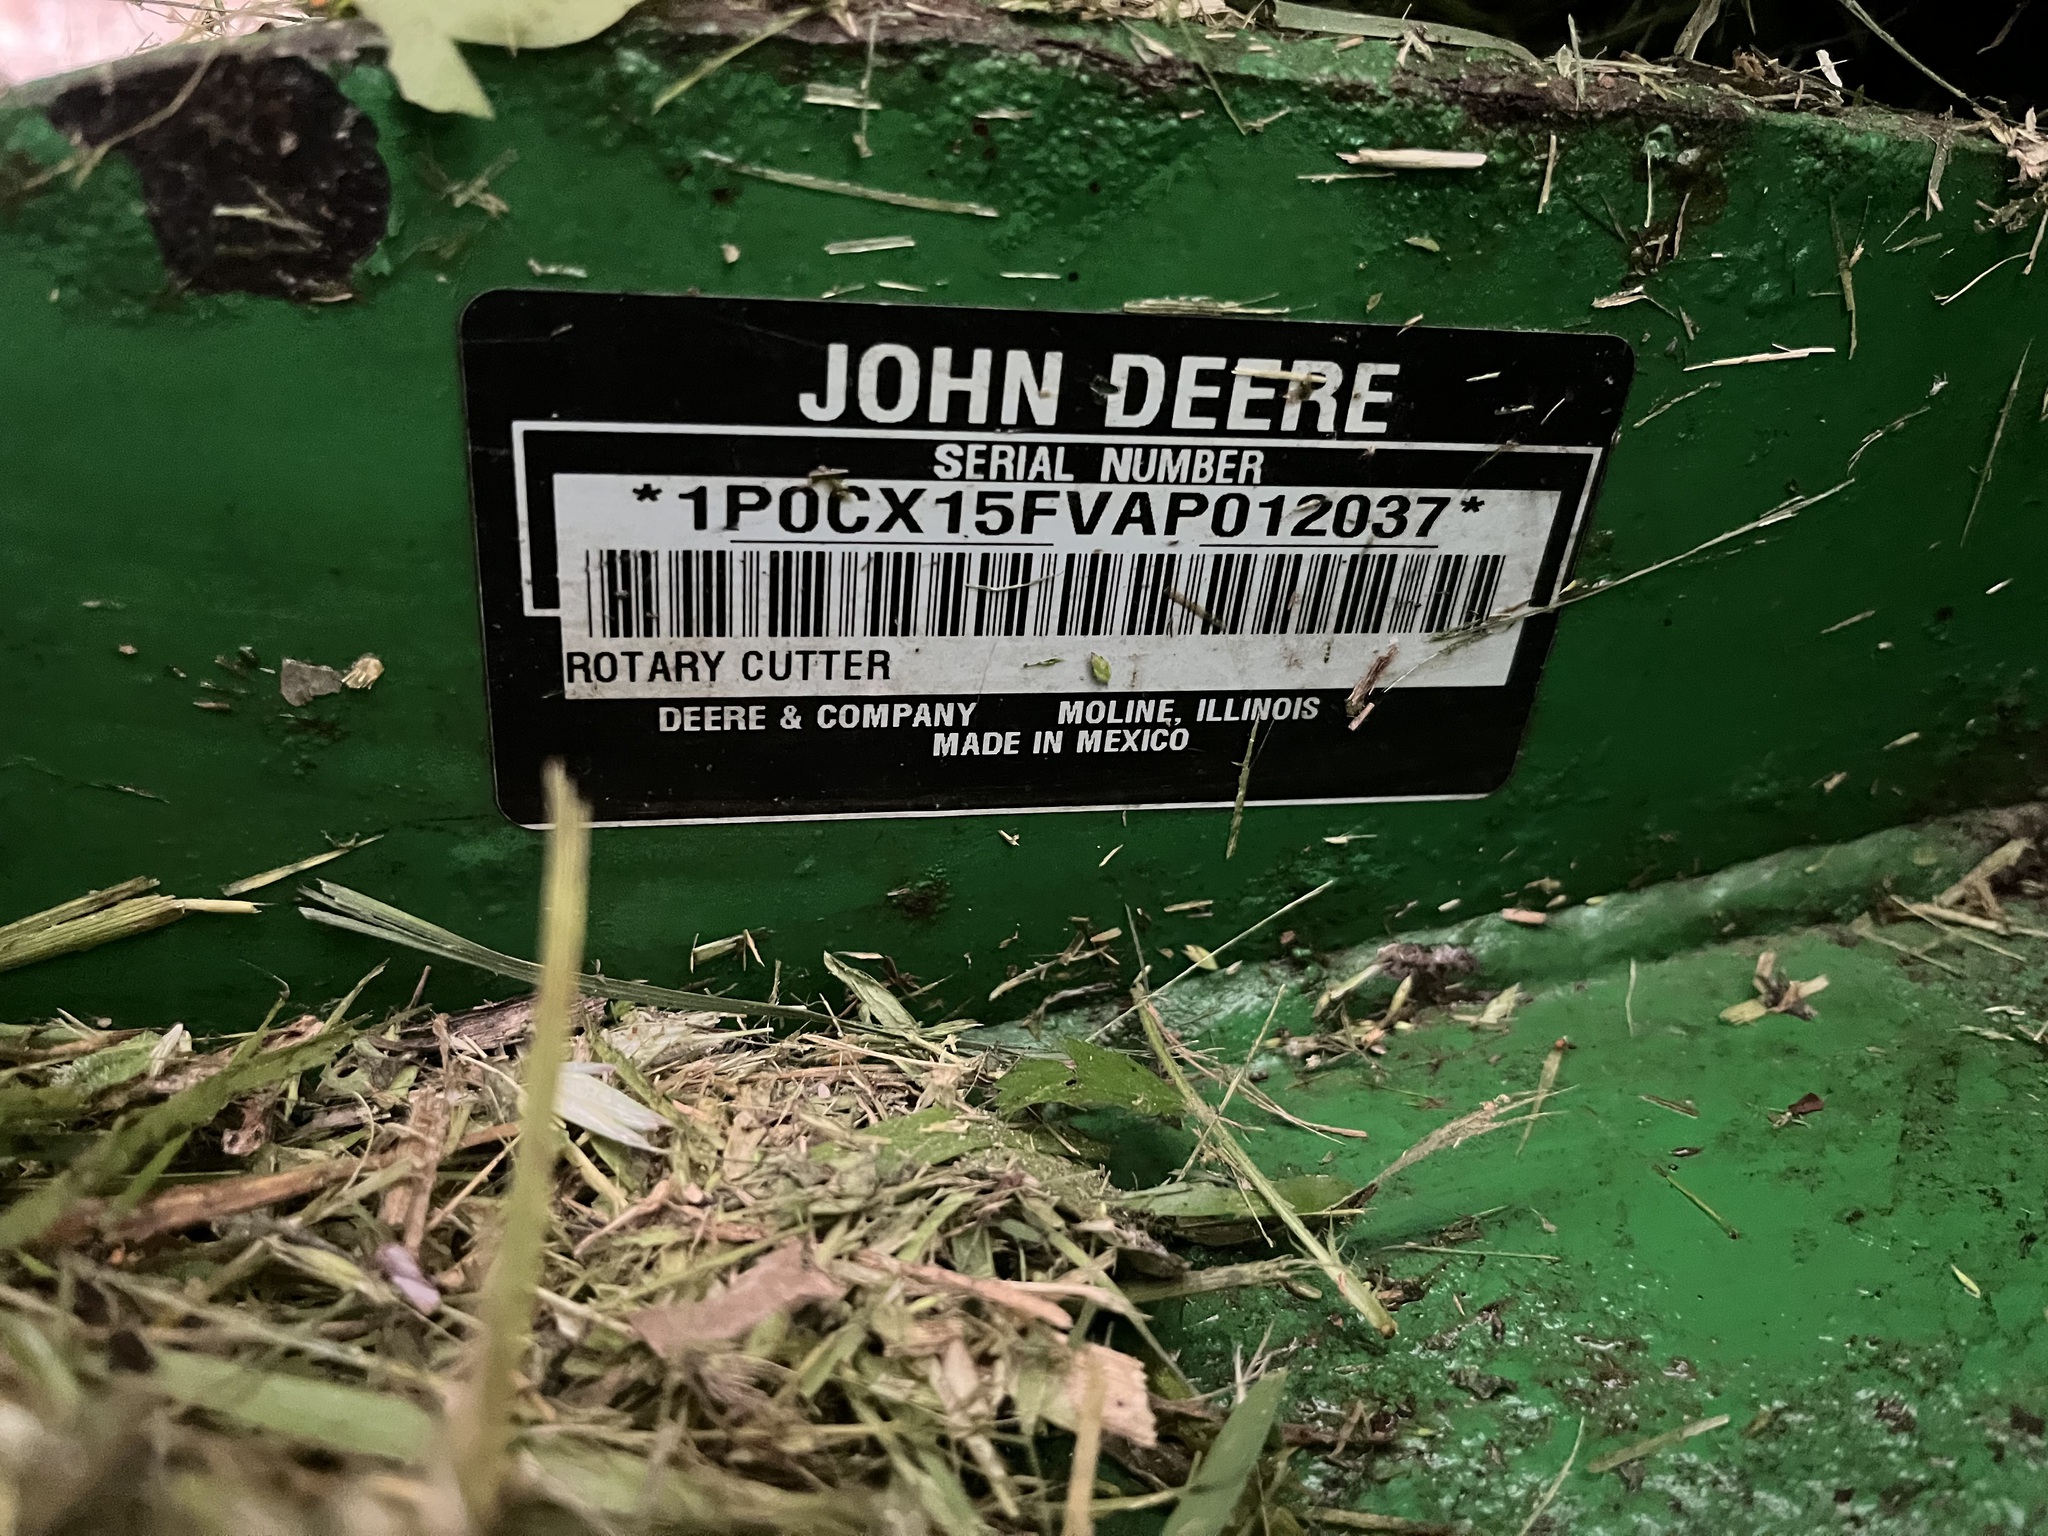 JOHN DEERE
SERIAL NUMBER
*1P0CX15FVAP012037*
ROTARY CUTTER
DEERE & COMPANY MOLINE, ILLINOIS
MADE IN MEXICO